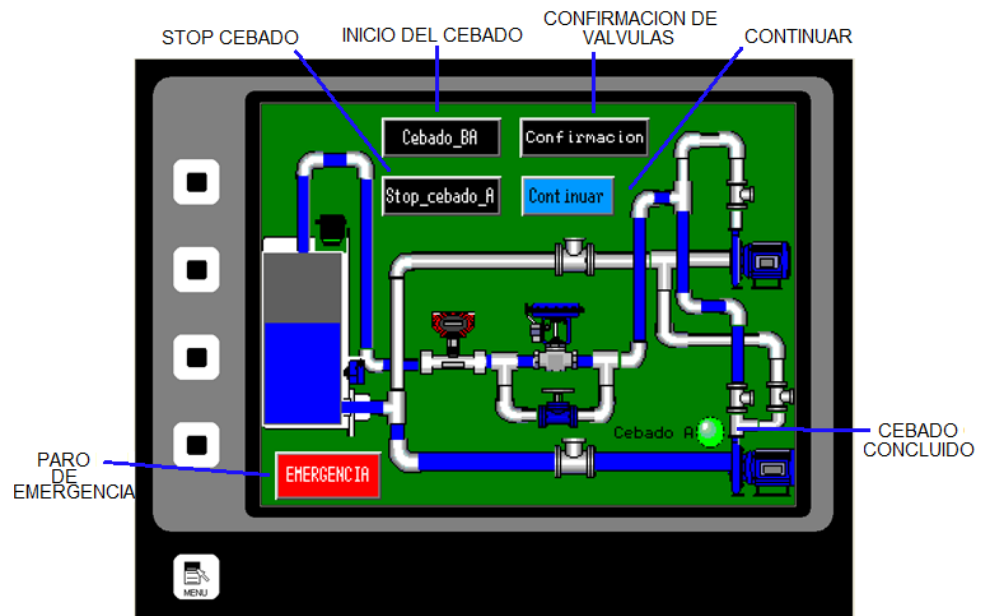 STOP CEBADO
INICIO DEL CEBADO
CONFIRMACION DE
VALVULAS
CONTINUAR
Cebado_BA
Confirmacion
Stop_cebado_A
Continuar
Cebado A
CEBADO
CONCLUIDO
PARO
DE
EMERGENCIA
EMERGENCIA
MENU